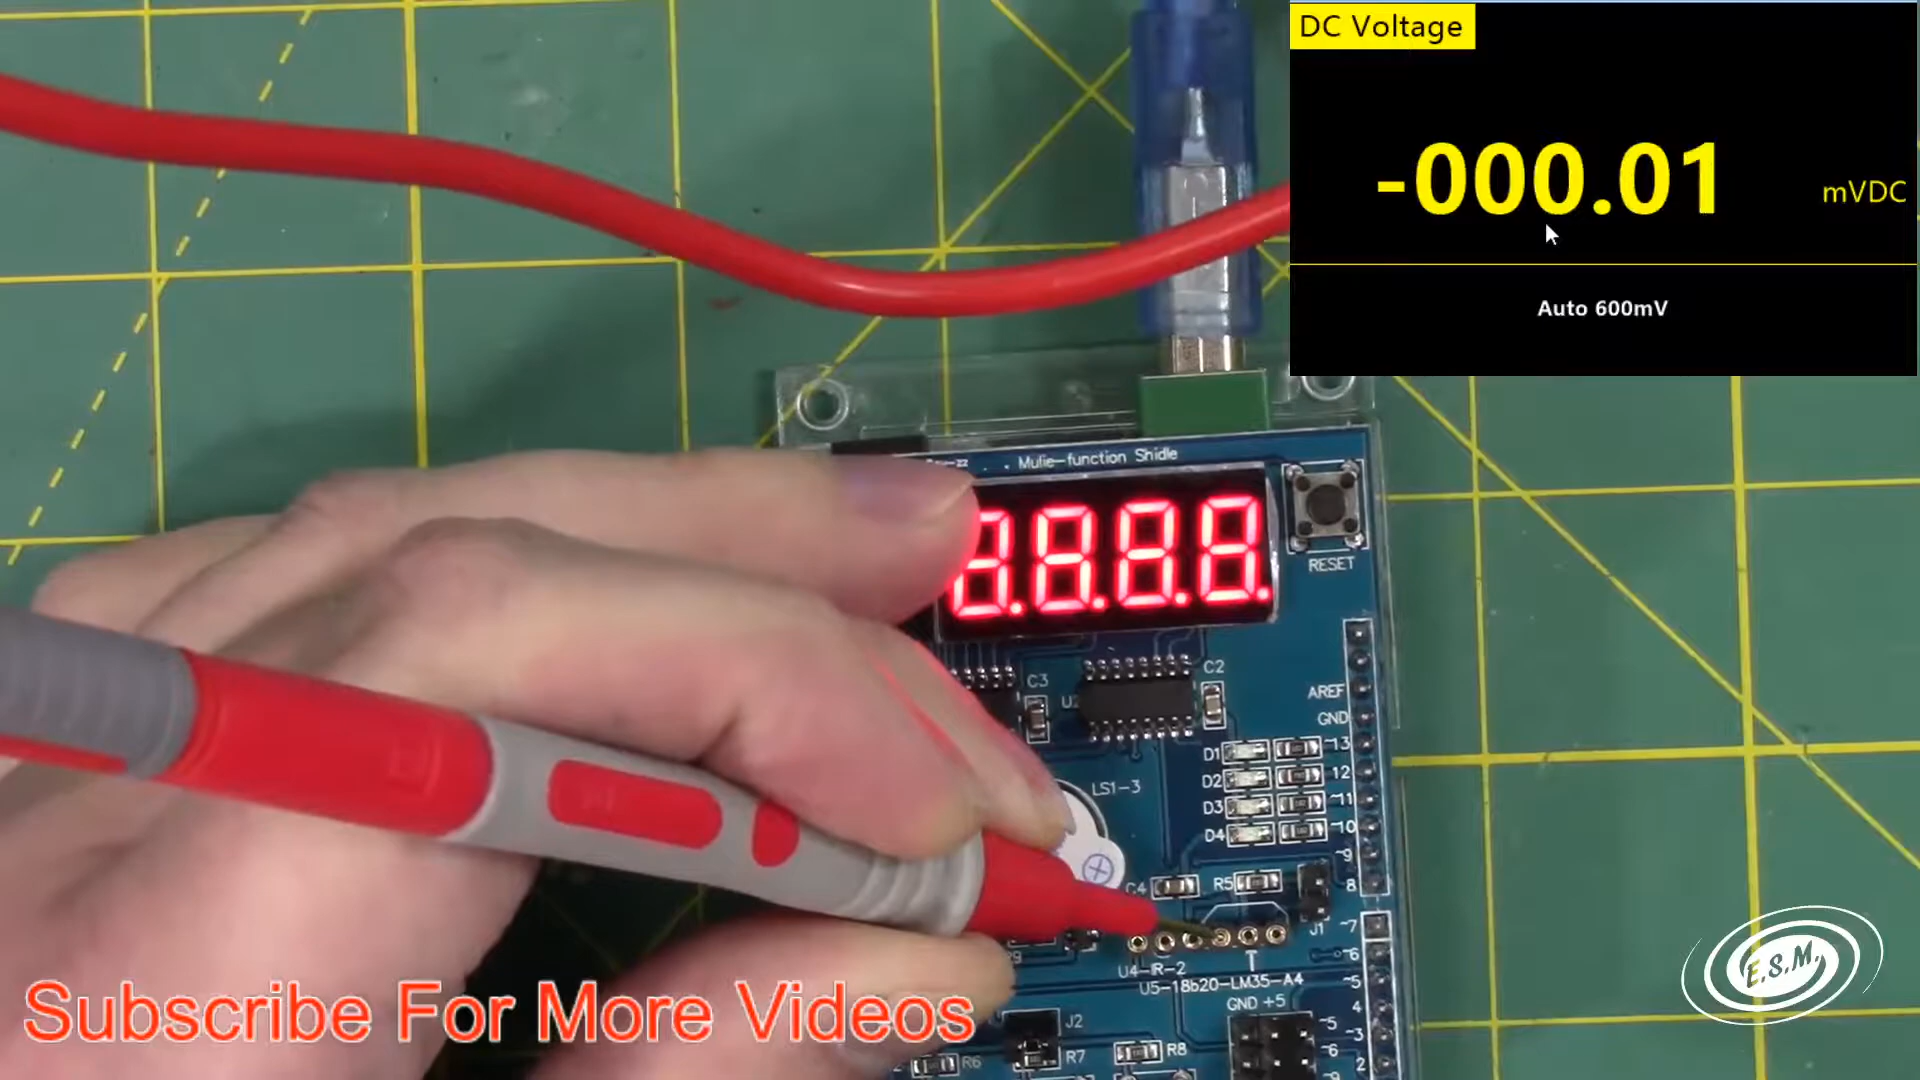 DC Voltage
-000.01
mVDC
Auto 600mV
Mulie-function Shidle
8.8.8.8.
RESET
C3
C2
AREF
GND
D1
~13
D2
12
LS1-3
D3
~11
D4
~10
~9
C4
R5
8
J1
~7
~6
U4-IR-2
T
U5-18b20-LM35-A4
~5
GND +5
4
J2
~5
~3
R6
R7
R8
~6
2
~9
E.S.M.
Subscribe For More Videos